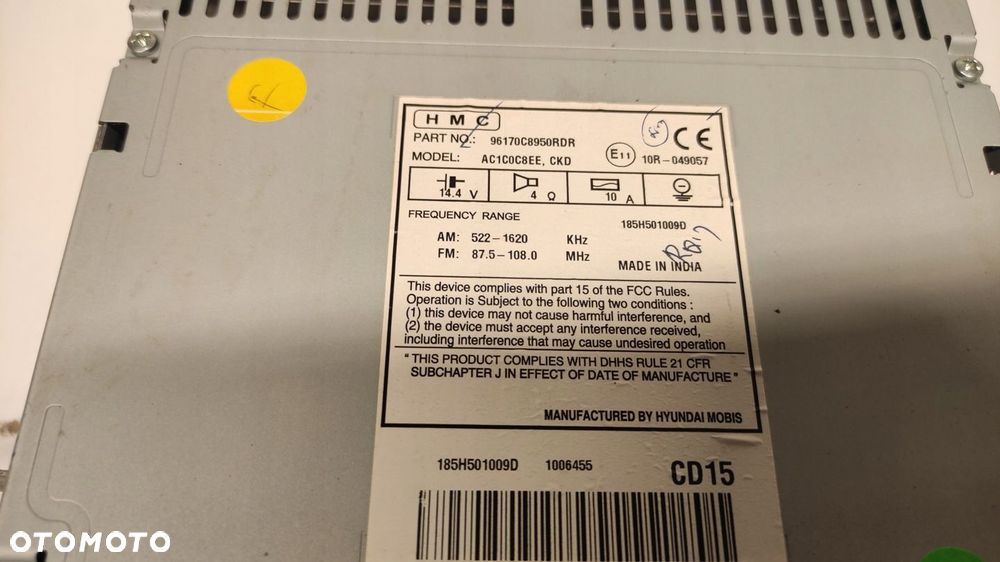 HMC
PART NO.: 96170C8950RDR
MODEL: AC1C0C8EE, CKD
E11 10R-049057
CE
14.4 V 4 Ω 10 A
FREQUENCY RANGE
185H501009D
AM: 522-1620 KHz
FM: 87.5-108.0 MHz
MADE IN INDIA
This device complies with part 15 of the FCC Rules.
Operation is Subject to the following two conditions :
(1) this device may not cause harmful interference, and
(2) the device must accept any interference received,
including interference that may cause undesired operation
"THIS PRODUCT COMPLIES WITH DHHS RULE 21 CFR
SUBCHAPTER J IN EFFECT OF DATE OF MANUFACTURE"
MANUFACTURED BY HYUNDAI MOBIS
185H501009D 1006455 CD15
OTOMOTO